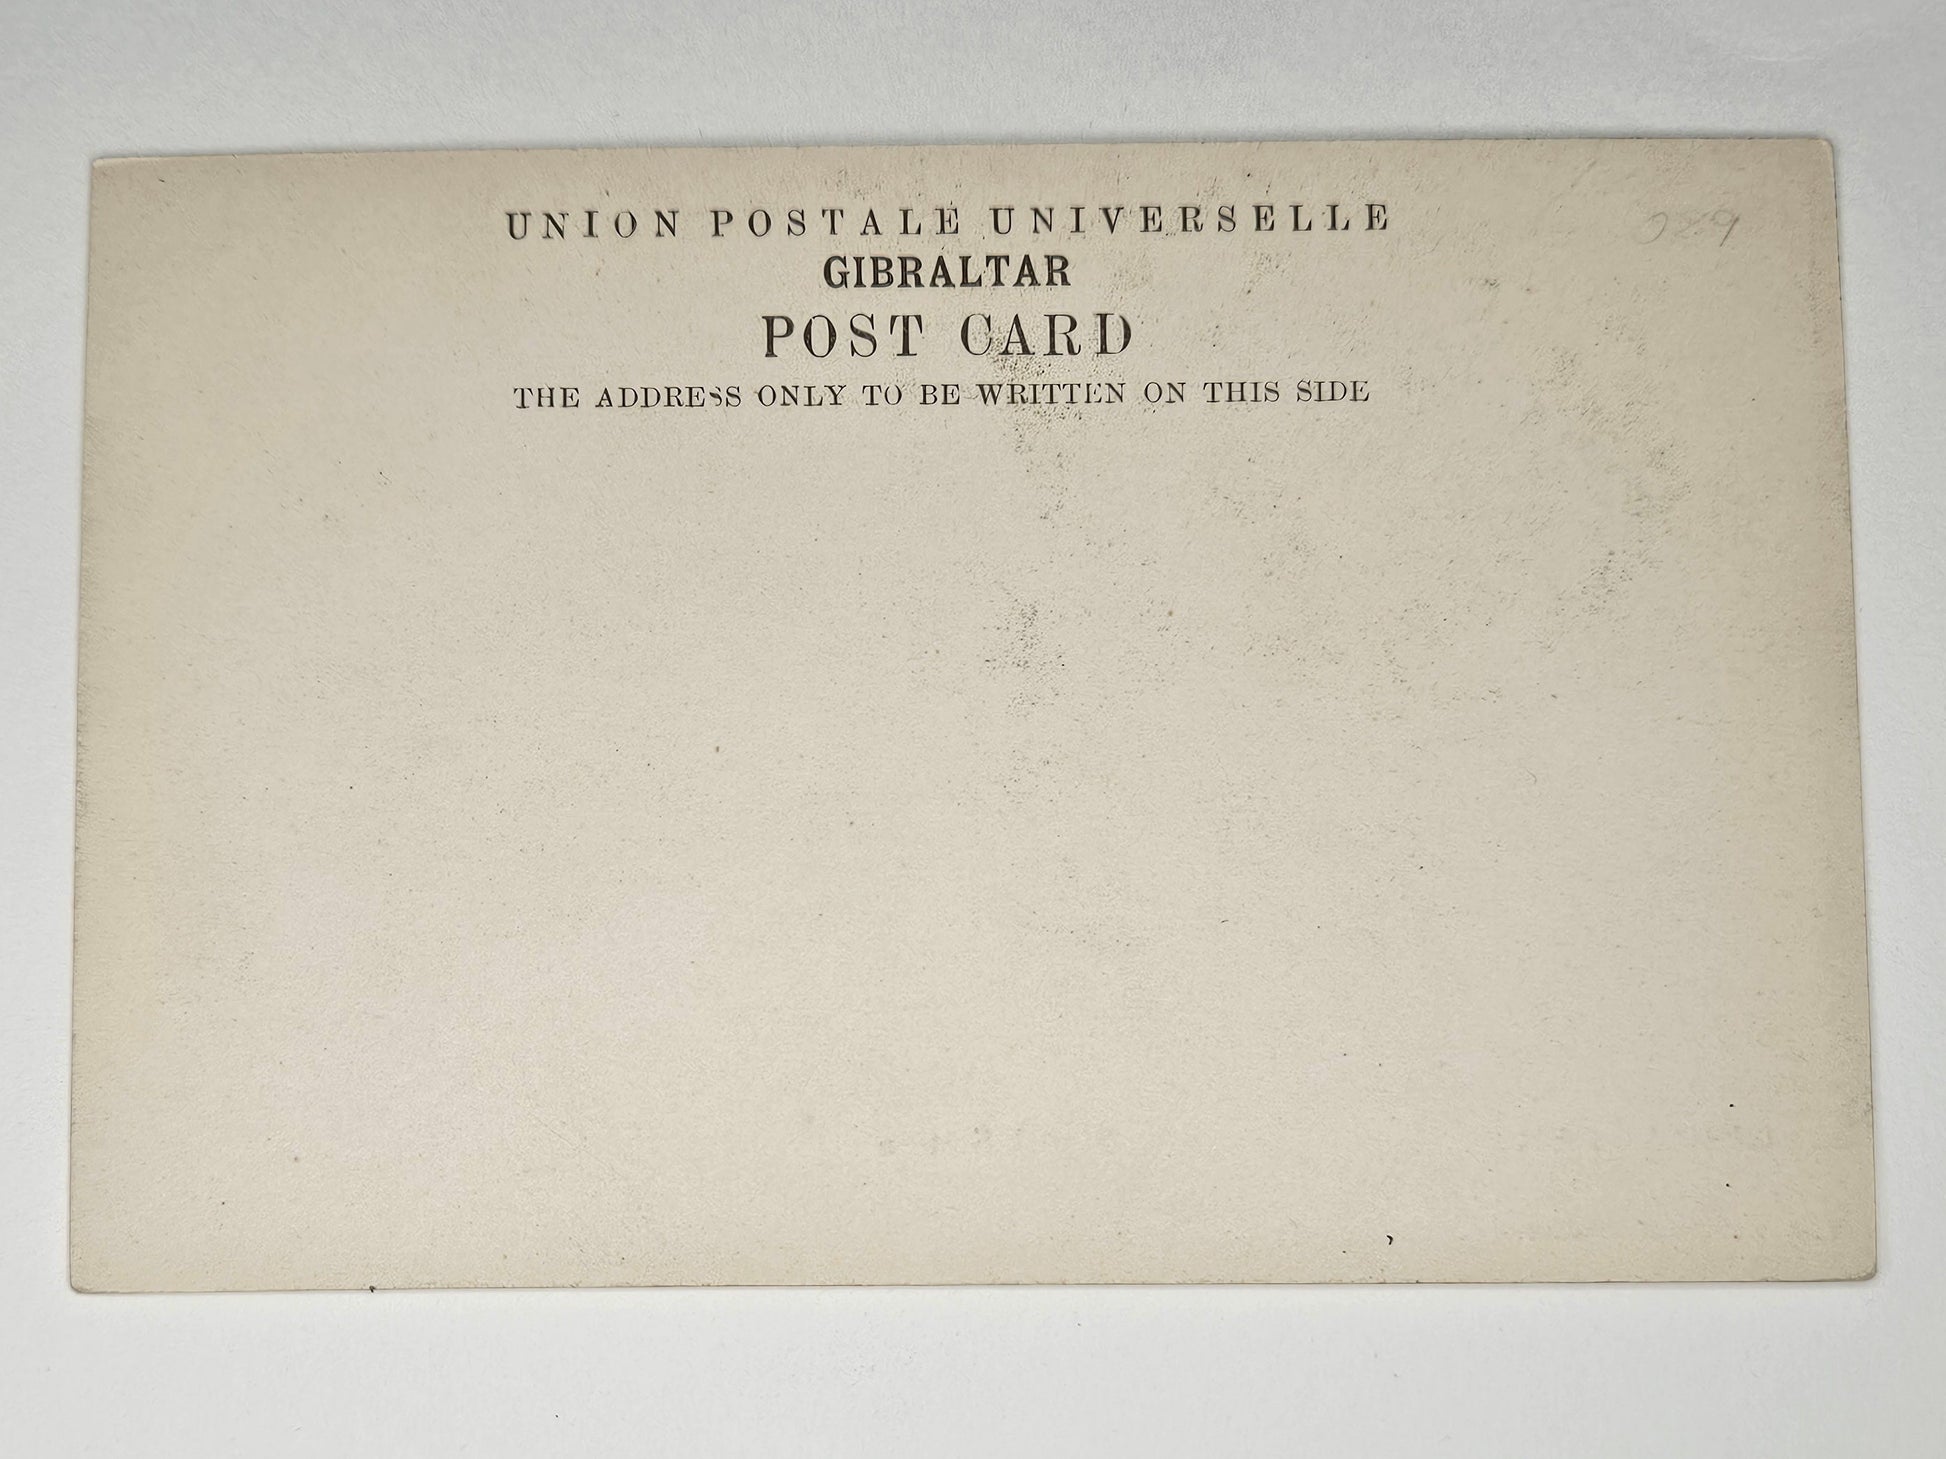 UNION POSTALE UNIVERSELLE
GIBRALTAR
POST CARD
THE ADDRESS ONLY TO BE WRITTEN ON THIS SIDE